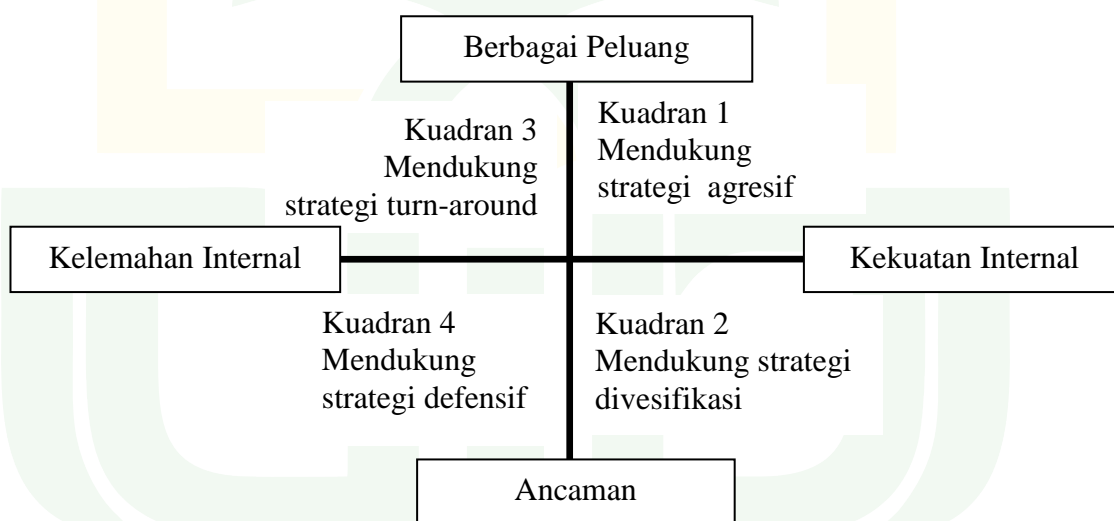 Berbagai Peluang
Kuadran 3
Mendukung
strategi turn-around
Kuadran 1
Mendukung
strategi agresif
Kelemahan Internal
Kekuatan Internal
Kuadran 4
Mendukung
strategi defensif
Kuadran 2
Mendukung strategi
divesifikasi
Ancaman